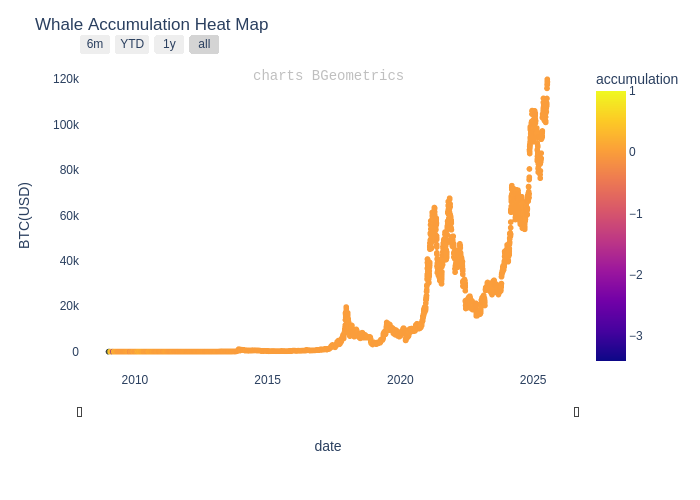 Whale Accumulation Heat Map
6m YTD 1y all
charts BGeometrics
accumulation
120k
100k
80k
60k
40k
20k
0
BTC(USD)
1
0
−1
−2
−3
2010 2015 2020 2025
date